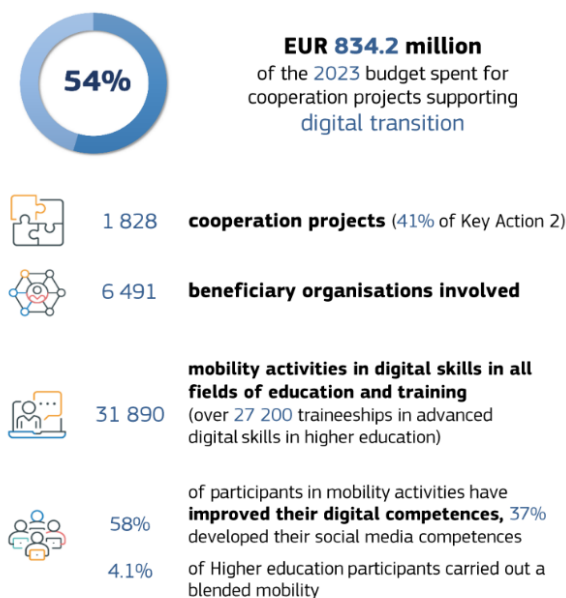 54%
EUR 834.2 million
of the 2023 budget spent for
cooperation projects supporting
digital transition
1 828 cooperation projects (41% of Key Action 2)
6 491 beneficiary organisations involved
mobility activities in digital skills in all
fields of education and training
31 890 (over 27 200 traineeships in advanced
digital skills in higher education)
of participants in mobility activities have
58% improved their digital competences, 37%
developed their social media competences
4.1% of Higher education participants carried out a
blended mobility